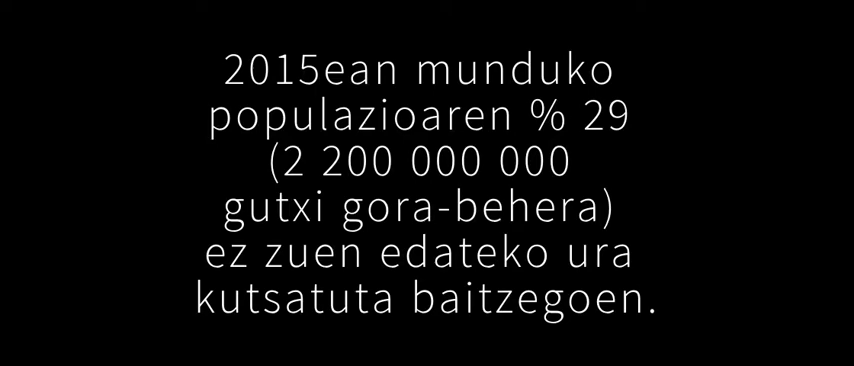 2015ean munduko
populazioaren % 29
(2 200 000 000
gutxi gora-behera)
ez zuen edateko ura
kutsatuta baitzegoen.